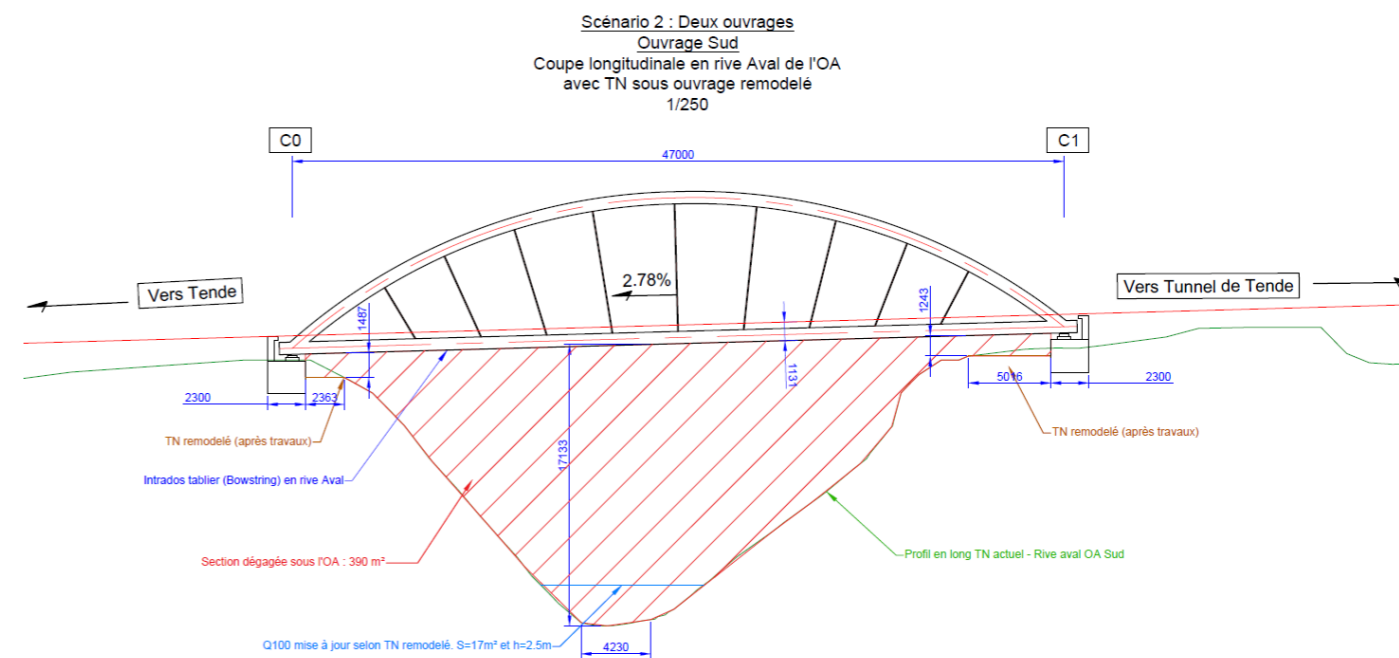 Scénario 2 : Deux ouvrages
Ouvrage Sud
Coupe longitudinale en rive Aval de l'OA
avec TN sous ouvrage remodelé
1/250
C0
C1
47000
2.78%
Vers Tende
Vers Tunnel de Tende
1487
1243
1131
2300
2363
5016
2300
TN remodelé (après travaux)
TN remodelé (après travaux)
17133
Intrados tablier (Bowstring) en rive Aval
Section dégagée sous l'OA : 390 m²
Profil en long TN actuel - Rive aval OA Sud
Q100 mise à jour selon TN remodelé. S=17m² et h=2.5m
4230